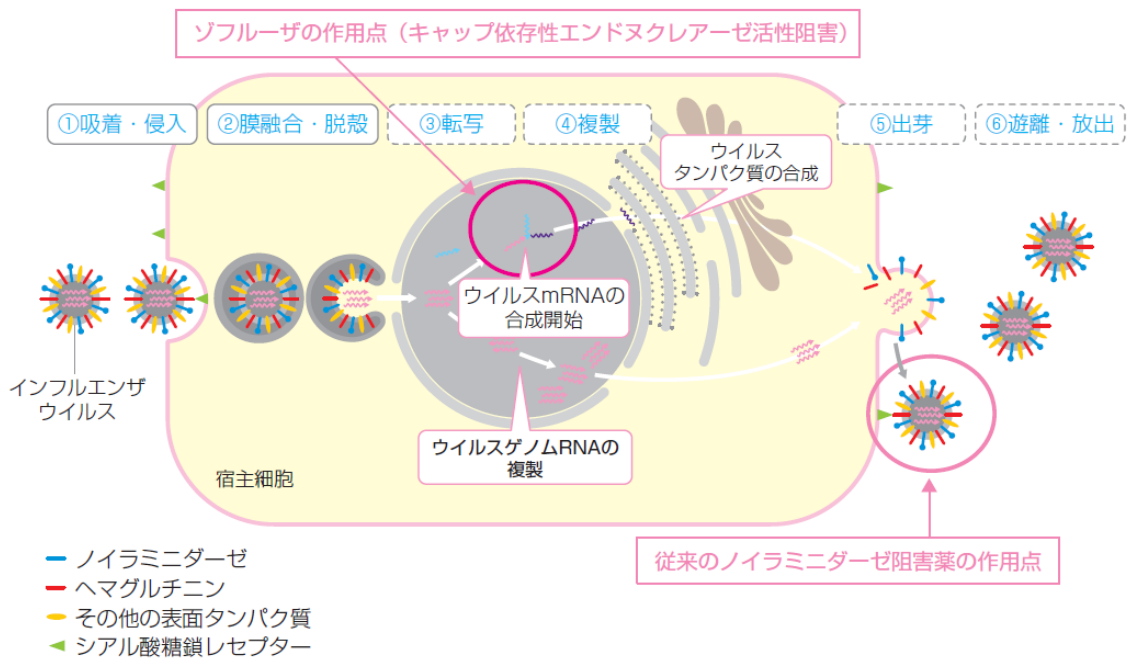 ゾフルーザの作用点（キャップ依存性エンドヌクレアーゼ活性阻害）
①吸着・侵入
②膜融合・脱殻
③転写
④複製
⑤出芽
⑥遊離・放出
ウイルス
タンパク質の合成
ウイルスmRNAの
合成開始
インフルエンザ
ウイルス
ウイルスゲノムRNAの
複製
宿主細胞
従来のノイラミニダーゼ阻害薬の作用点
ノイラミニダーゼ
ヘマグルチニン
その他の表面タンパク質
シアル酸糖鎖レセプター